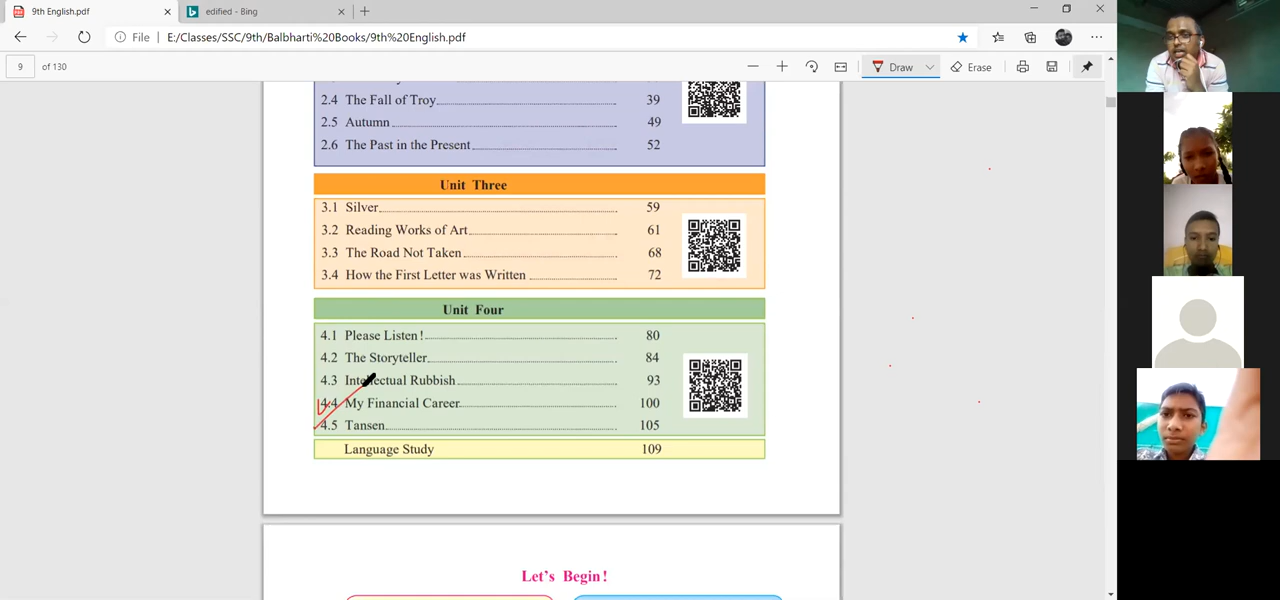 9th English.pdf
edified - Bing
File E:/Classes/SSC/9th/Balbharti%20Books/9th%20English.pdf
9 of 130
Draw
Erase
2.4 The Fall of Troy 39
2.5 Autumn 49
2.6 The Past in the Present 52
Unit Three
3.1 Silver 59
3.2 Reading Works of Art 61
3.3 The Road Not Taken 68
3.4 How the First Letter was Written 72
Unit Four
4.1 Please Listen! 80
4.2 The Storyteller 84
4.3 Intellectual Rubbish 93
4.4 My Financial Career 100
4.5 Tansen 105
Language Study 109
Let's Begin!